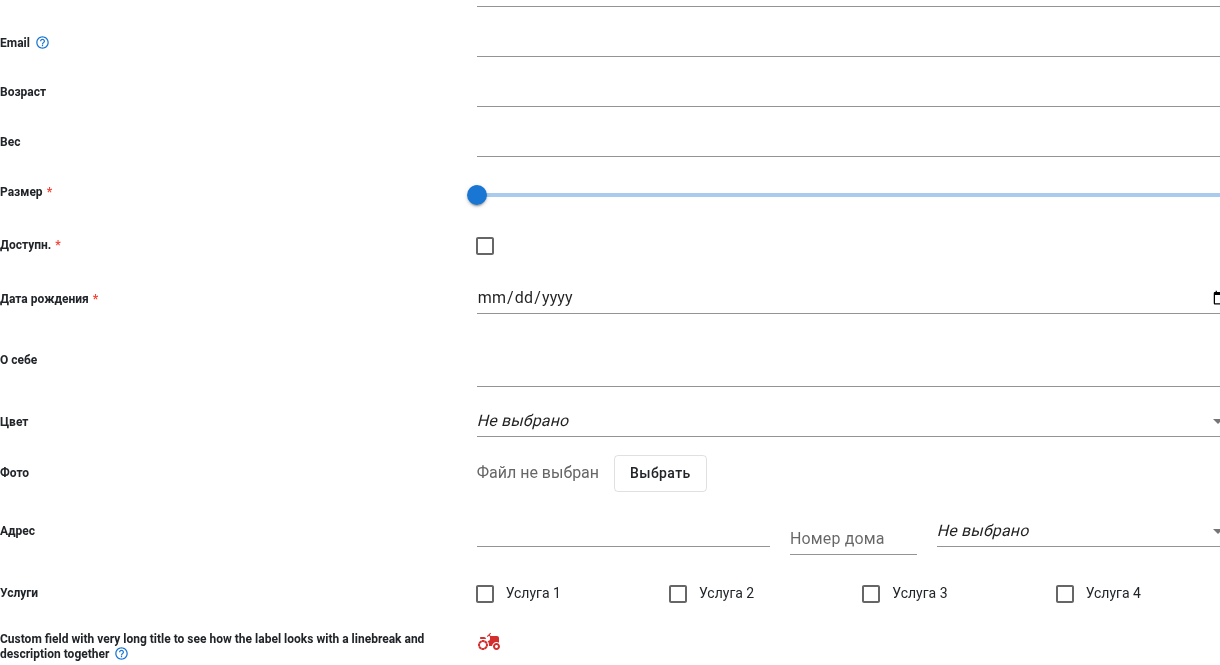 Email
Возраст
Вес
Размер *
Доступн. *
Дата рождения * mm/dd/yyyy
О себе
Цвет Не выбрано
Фото Файл не выбран Выбрать
Адрес Номер дома Не выбрано
Услуги Услуга 1 Услуга 2 Услуга 3 Услуга 4
Custom field with very long title to see how the label looks with a linebreak and
description together